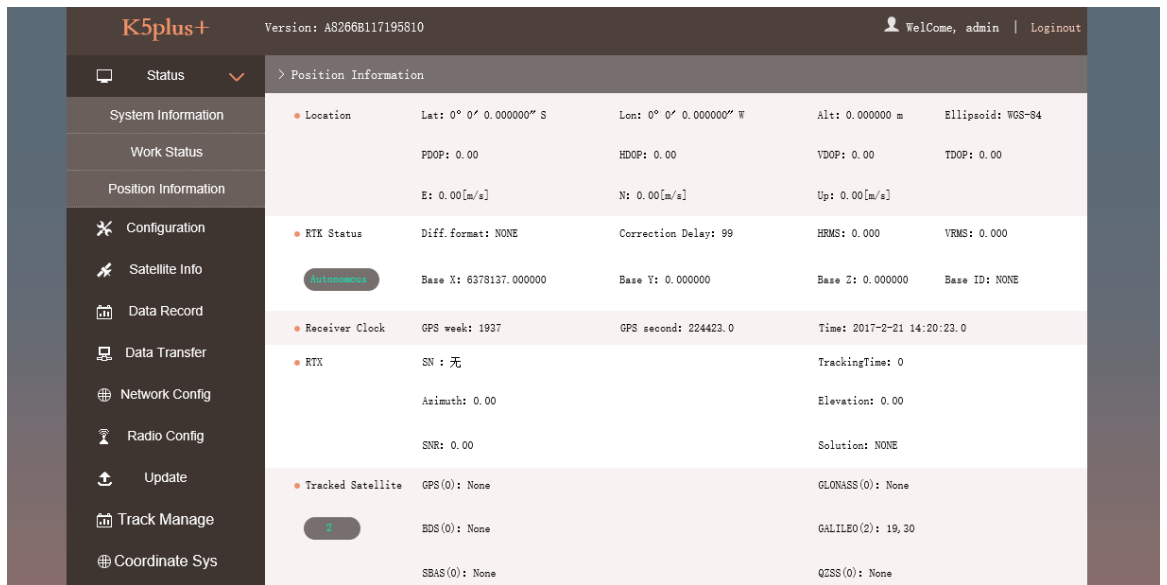 K5plus+ Version: A8266B117195810 WelCome, admin | Loginout
Status
> Position Information
System Information
Work Status
Position Information
Configuration
Satellite Info
Data Record
Data Transfer
Network Config
Radio Config
Update
Track Manage
Coordinate Sys
Location Lat: 0° 0′ 0.000000″ S Lon: 0° 0′ 0.000000″ W Alt: 0.000000 m Ellipsoid: WGS-84
PDOP: 0.00 HDOP: 0.00 VDOP: 0.00 TDOP: 0.00
E: 0.00[m/s] N: 0.00[m/s] Up: 0.00[m/s]
RTK Status Diff.format: NONE Correction Delay: 99 HRMS: 0.000 VRMS: 0.000
Autonomous Base X: 6378137.000000 Base Y: 0.000000 Base Z: 0.000000 Base ID: NONE
Receiver Clock GPS week: 1937 GPS second: 224423.0 Time: 2017-2-21 14:20:23.0
RTX SN : 无 TrackingTime: 0
Azimuth: 0.00 Elevation: 0.00
SNR: 0.00 Solution: NONE
Tracked Satellite GPS(0): None GLONASS(0): None
2 BDS(0): None GALILEO(2): 19,30
SBAS(0): None QZSS(0): None